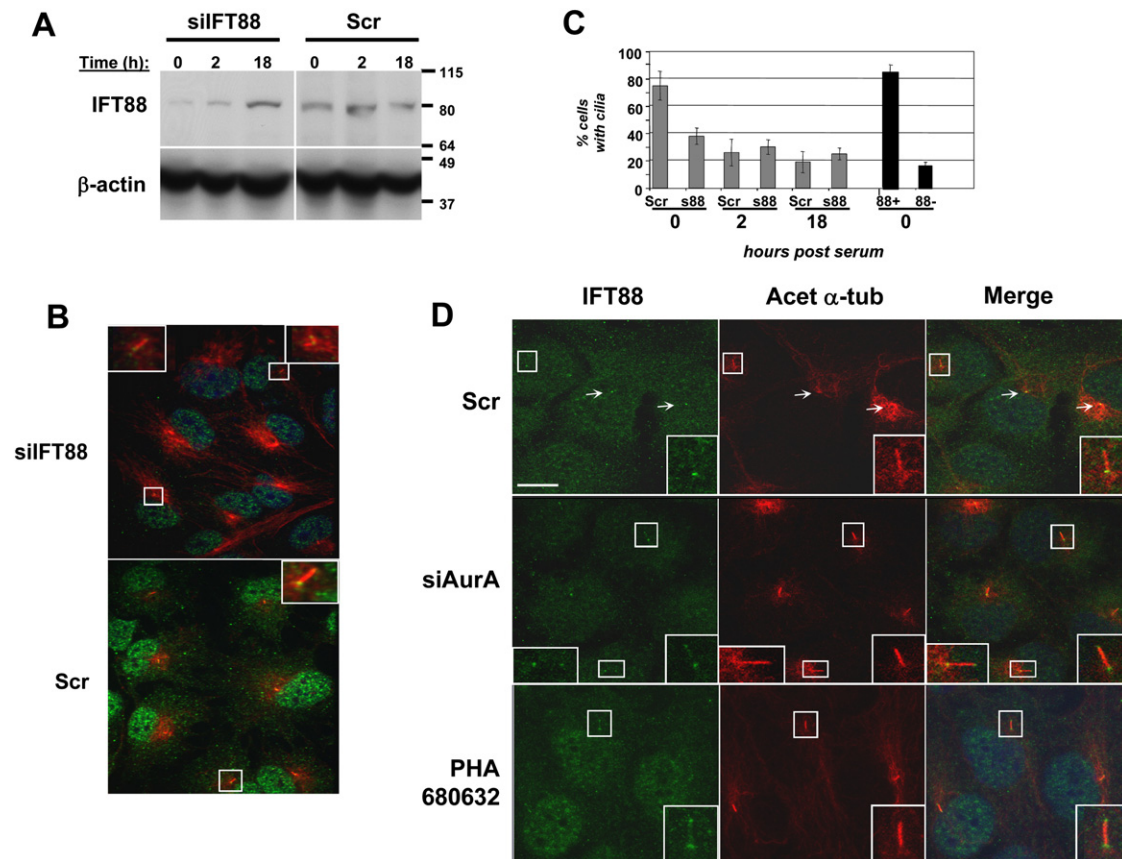 A
siIFT88 Scr
Time (h): 0 2 18 0 2 18
115
IFT88
80
64
49
β-actin
37
C
% cells
with cilia
100
80
60
40
20
0
Scr s88 Scr s88 Scr s88 88+ 88-
0 2 18 0
hours post serum
B
siIFT88
Scr
D
IFT88 Acet α-tub Merge
Scr
siAurA
PHA
680632